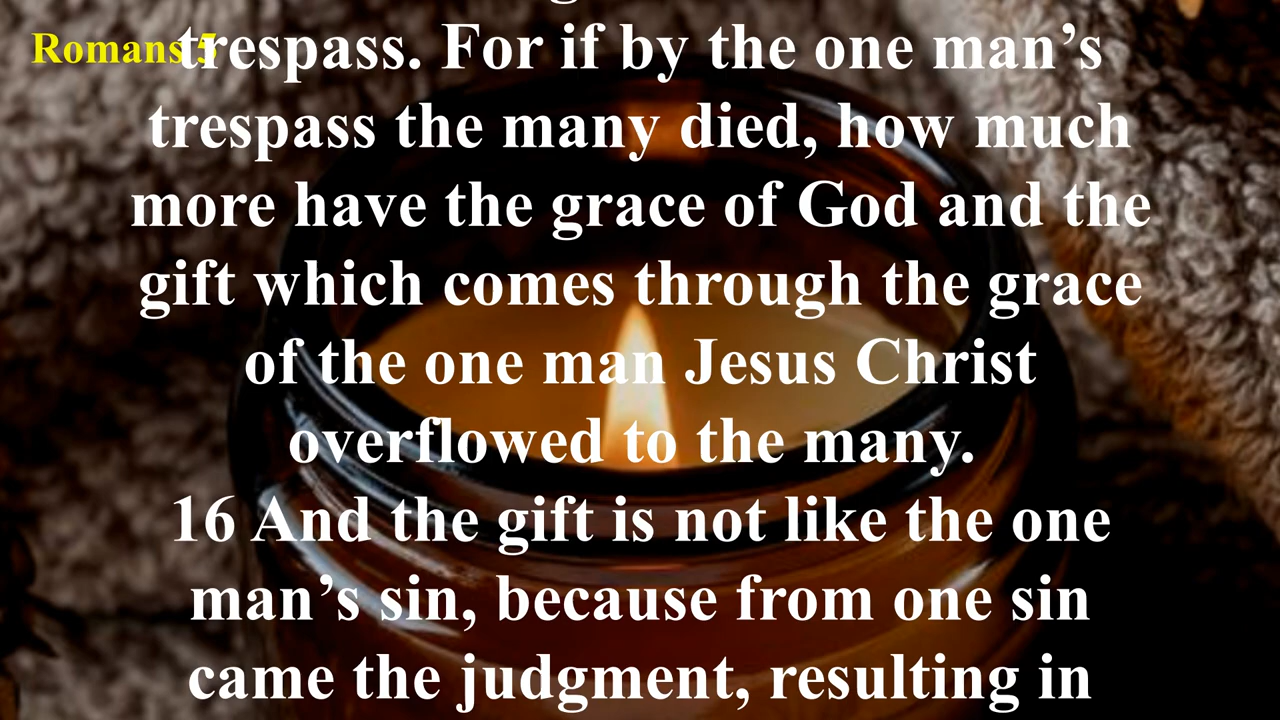 Romans 5
trespass. For if by the one man’s
trespass the many died, how much
more have the grace of God and the
gift which comes through the grace
of the one man Jesus Christ
overflowed to the many.
16 And the gift is not like the one
man’s sin, because from one sin
came the judgment, resulting in